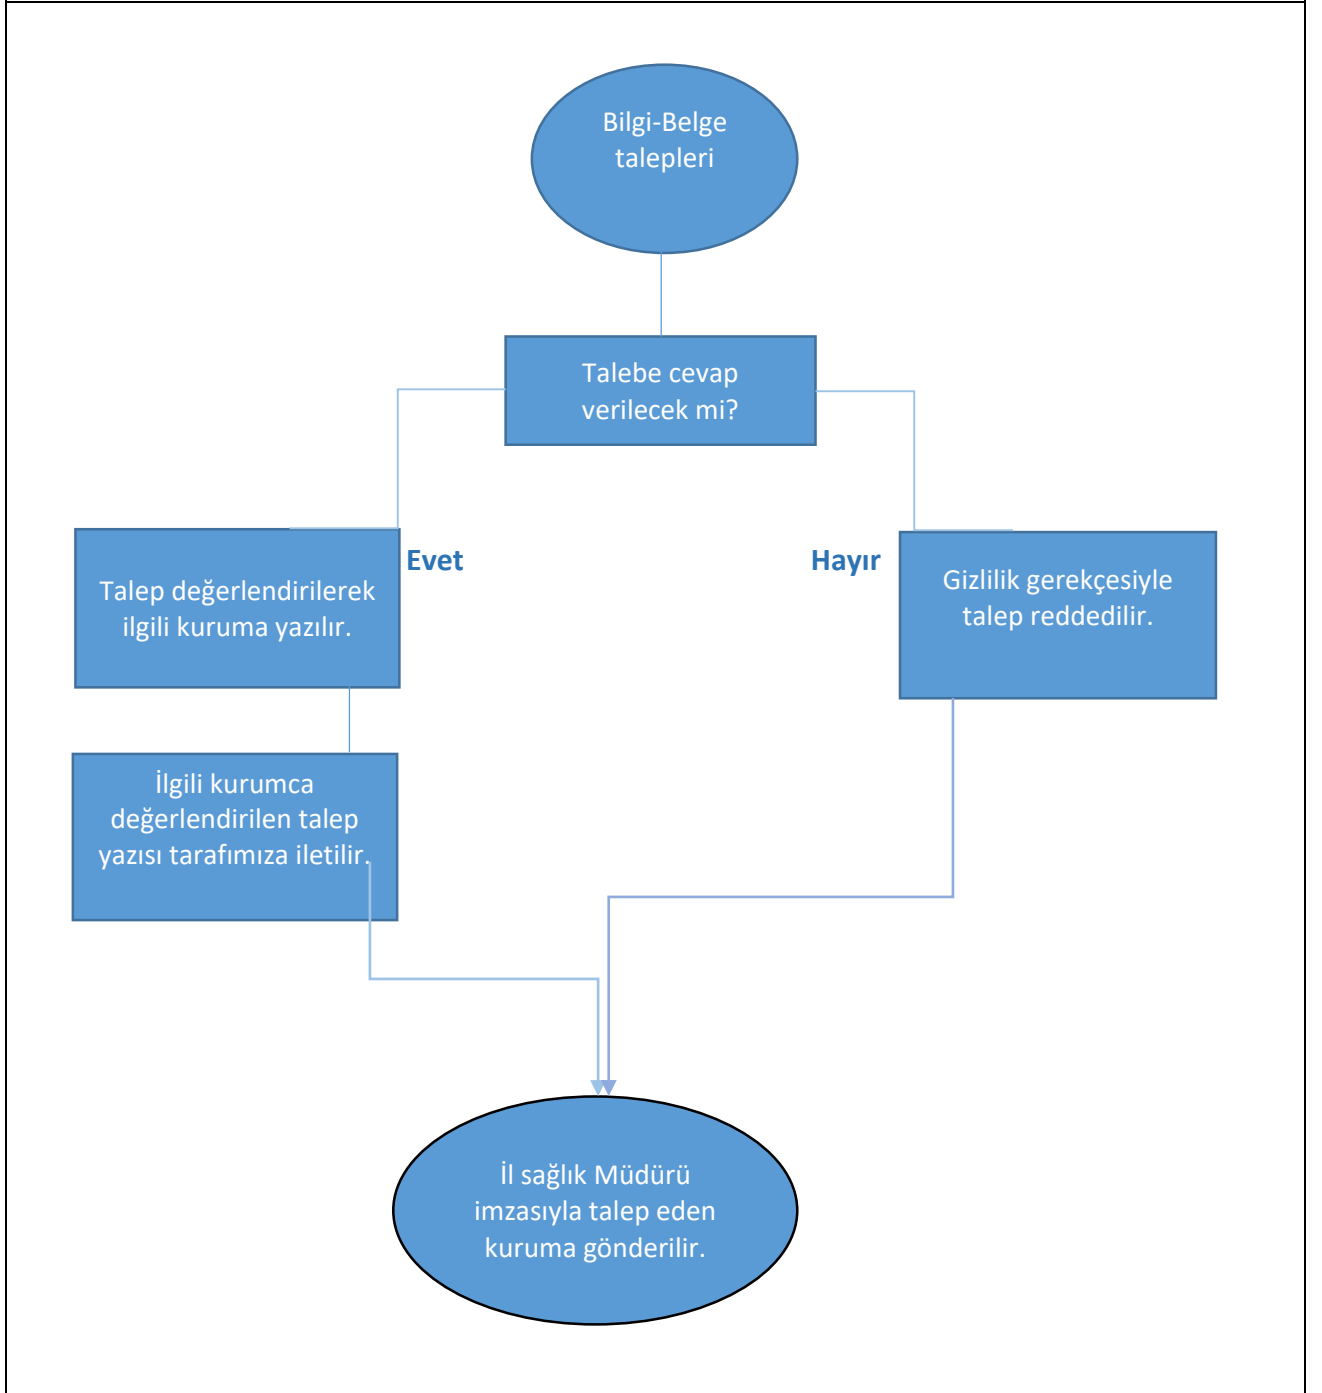 Bilgi-Belge
talepleri
Talebe cevap
verilecek mi?
Evet
Hayır
Talep değerlendirilerek
ilgili kuruma yazılır.
Gizlilik gerekçesiyle
talep reddedilir.
İlgili kurumca
değerlendirilen talep
yazısı tarafımıza iletilir.
İl sağlık Müdürü
imzasıyla talep eden
kuruma gönderilir.